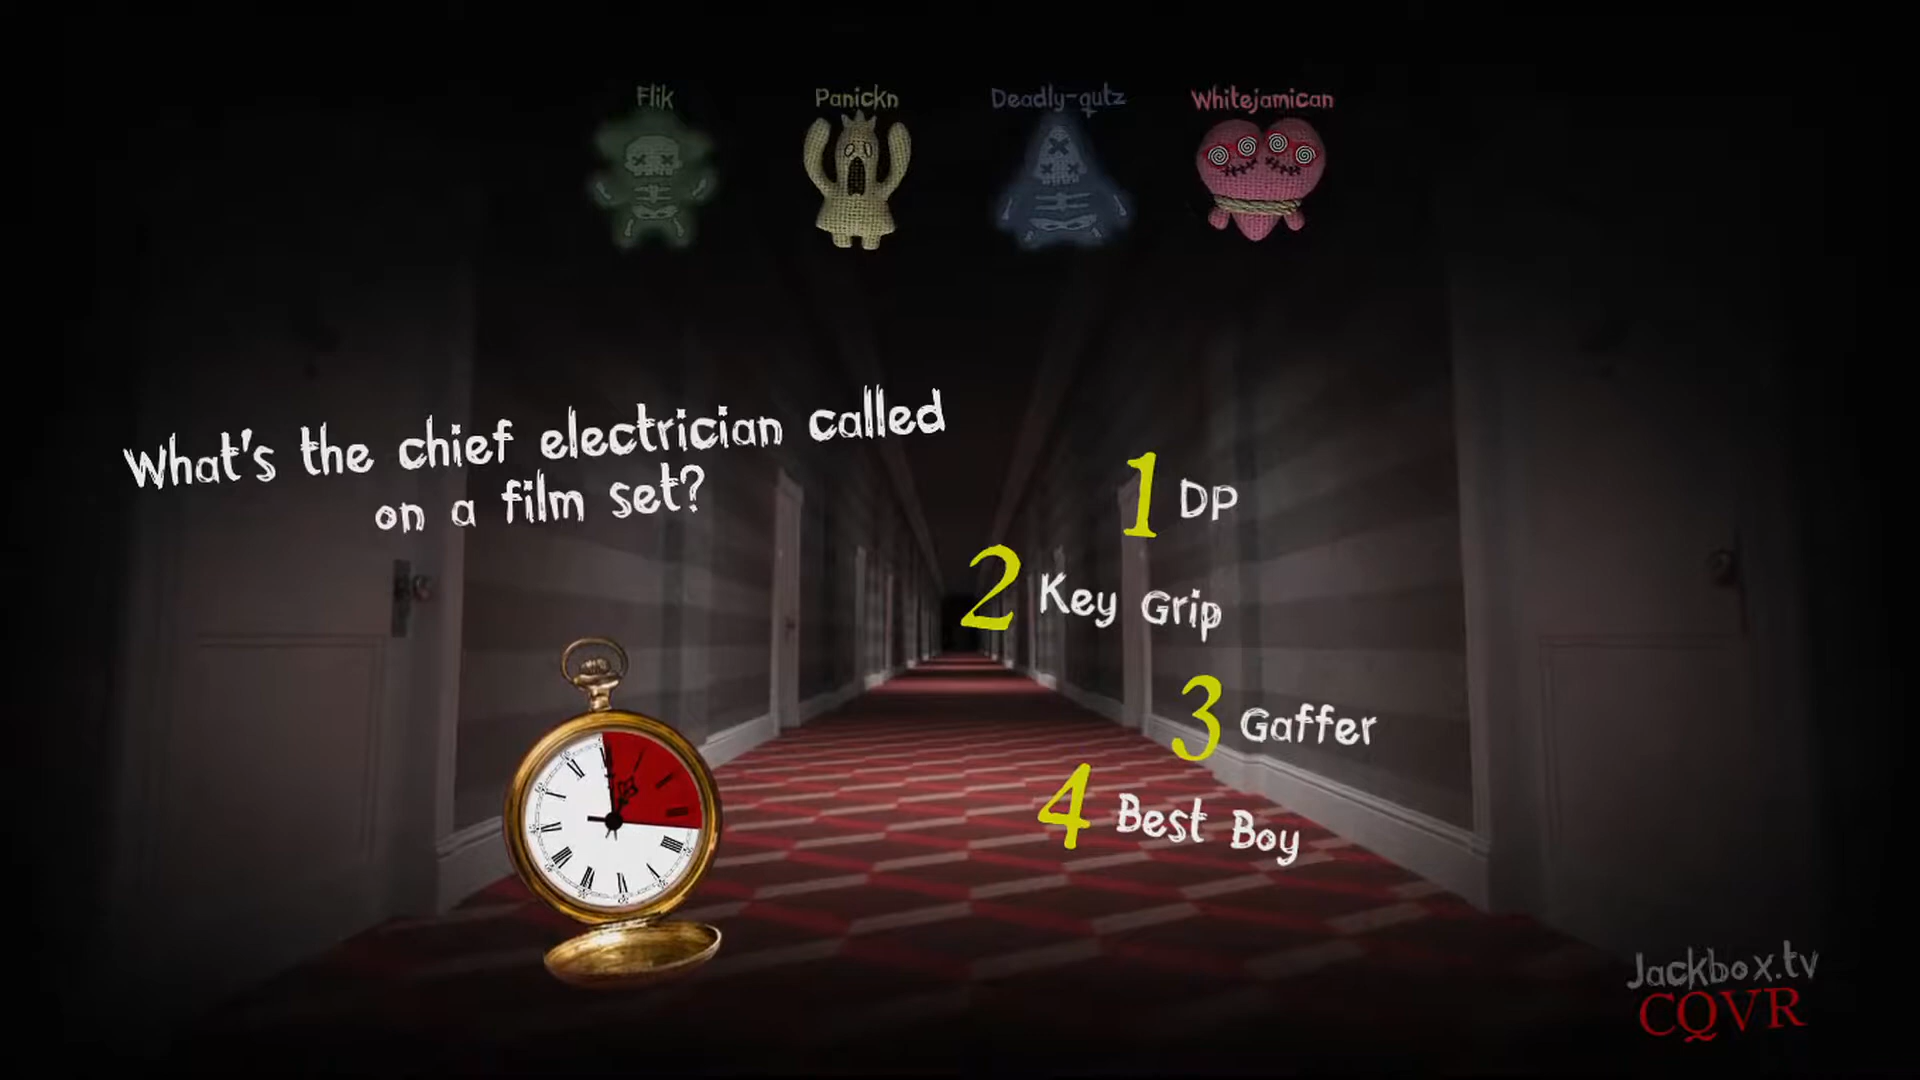 Flik
Panickn
Deadly-gutz
Whitejamican
What's the chief electrician called
on a film set?
1 DP
2 Key Grip
3 Gaffer
4 Best Boy
Jackbox.tv
CQVR